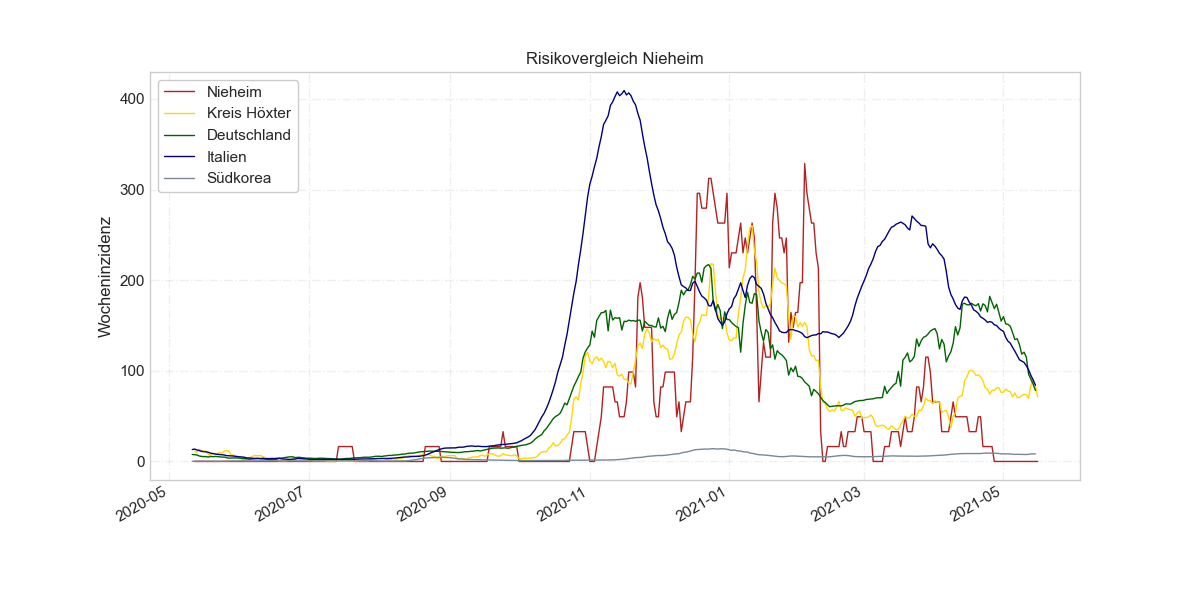 Risikovergleich Nieheim
Nieheim
Kreis Höxter
Deutschland
Italien
Südkorea
Wocheninzidenz
400
300
200
100
0
2020-05
2020-07
2020-09
2020-11
2021-01
2021-03
2021-05